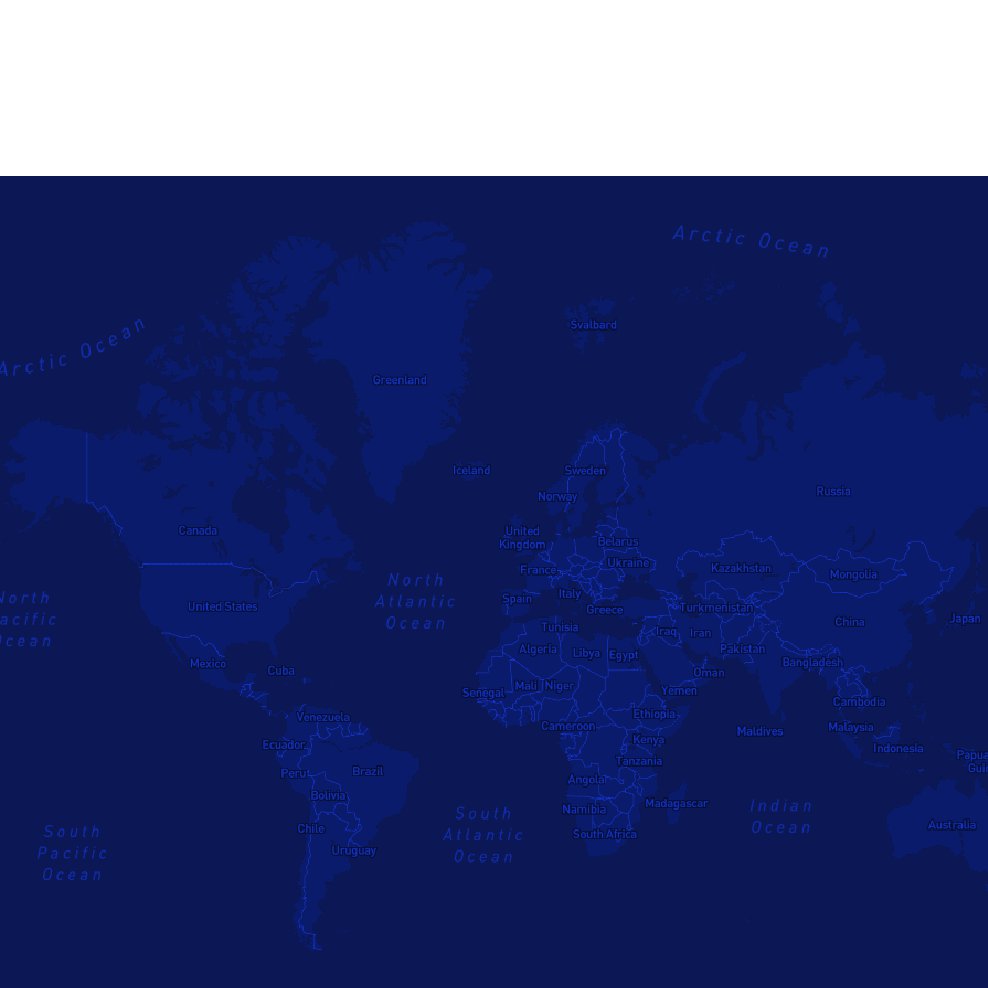 Arctic Ocean
Svalbard
Arctic Ocean
Greenland
Iceland
Sweden
Russia
Norway
Canada
United
Kingdom
Belarus
Ukraine
France
Kazakhstan
Mongolia
North
Atlantic
Ocean
Italy
Spain
North
acific
cean
United States
Greece
Turkmenistan
China
Japan
Tunisia
Iraq
Iran
Algeria
Libya
Egypt
Pakistan
Mexico
Bangladesh
Cuba
Oman
Mali
Niger
Senegal
Yemen
Cambodia
Venezuela
Ethiopia
Cameroon
Malaysia
Maldives
Kenya
Ecuador
Indonesia
Papua
Gui
Tanzania
Peru
Brazil
Angola
Bolivia
Madagascar
Namibia
Indian
Ocean
South
Atlantic
Ocean
Australia
Chile
South Africa
South
Pacific
Ocean
Uruguay